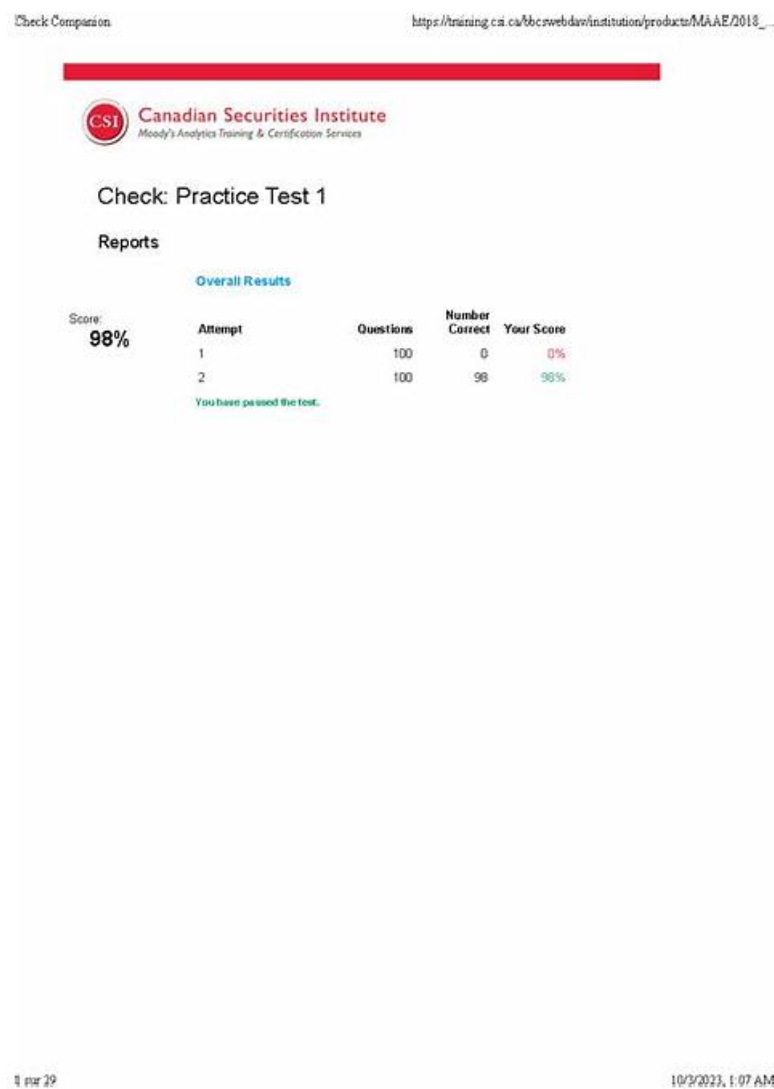 Check Companion https://training.csi.ca/bbcswebdav/institution/products/MAAE/2018_...
CSI Canadian Securities Institute
Moody's Analytics Training & Certification Services
Check: Practice Test 1
Reports
Overall Results
Score:
98%
Attempt Questions Number Correct Your Score
1 100 0 0%
2 100 98 98%
You have passed the test.
1 sur 29 10/3/2023, 1:07 AM